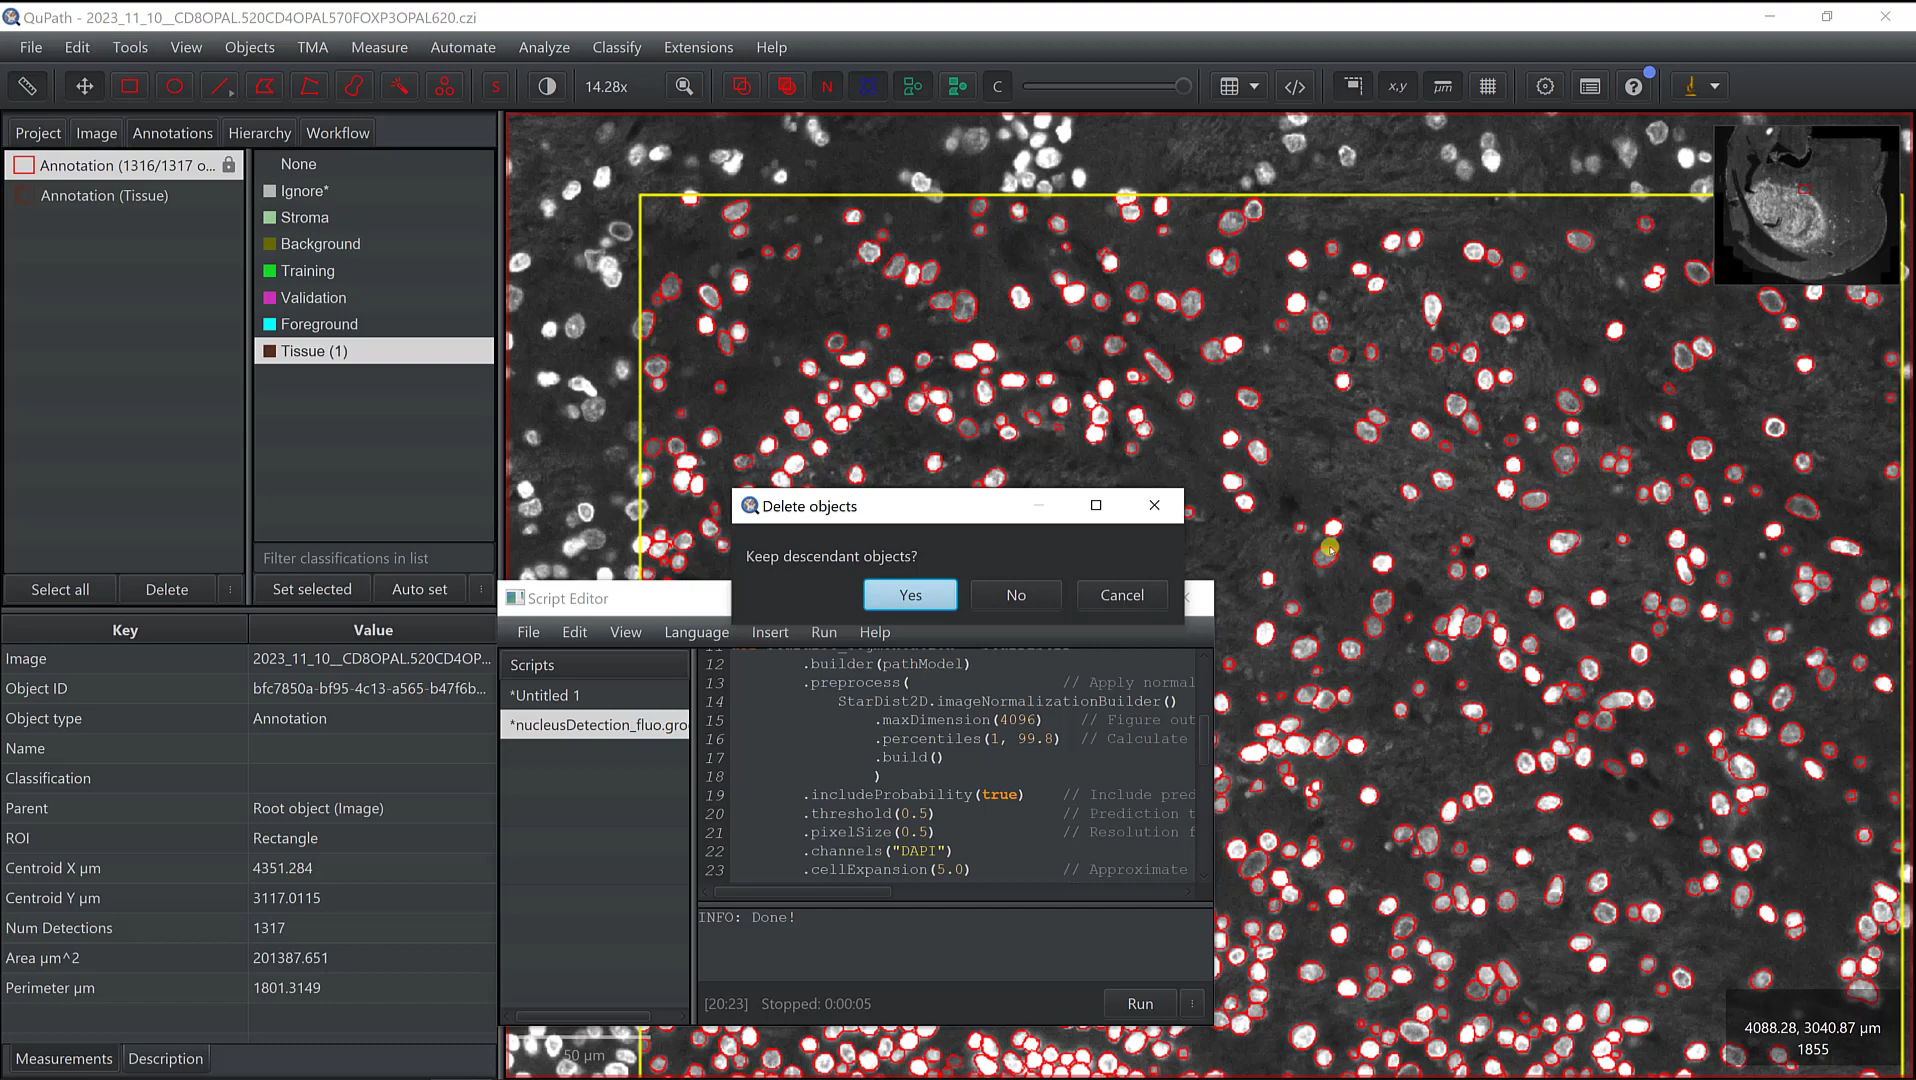 QuPath - 2023_11_10__CD8OPAL.520CD4OPAL570FOXP3OPAL620.czi
File Edit Tools View Objects TMA Measure Automate Analyze Classify Extensions Help
S 14.28x N C x,y µm
Project Image Annotations Hierarchy Workflow
Annotation (1316/1317 o...
Annotation (Tissue)
None
Ignore*
Stroma
Background
Training
Validation
Foreground
Tissue (1)
Filter classifications in list
Select all Delete Set selected Auto set
Key Value
Image 2023_11_10__CD8OPAL.520CD4OP...
Object ID bfc7850a-bf95-4c13-a565-b47f6b...
Object type Annotation
Name
Classification
Parent Root object (Image)
ROI Rectangle
Centroid X µm 4351.284
Centroid Y µm 3117.0115
Num Detections 1317
Area µm^2 201387.651
Perimeter µm 1801.3149
Measurements Description
Delete objects
Keep descendant objects?
Yes No Cancel
Script Editor
File Edit View Language Insert Run Help
Scripts
*Untitled 1
*nucleusDetection_fluo.gro
12 .builder(pathModel)
13 .preprocess( // Apply normal
14 StarDist2D.imageNormalizationBuilder()
15 .maxDimension(4096) // Figure out
16 .percentiles(1, 99.8) // Calculate
17 .build()
18 )
19 .includeProbability(true) // Include pred
20 .threshold(0.5) // Prediction t
21 .pixelSize(0.5) // Resolution f
22 .channels("DAPI")
23 .cellExpansion(5.0) // Approximate
INFO: Done!
[20:23] Stopped: 0:00:05 Run
50 µm
4088.28, 3040.87 µm
1855